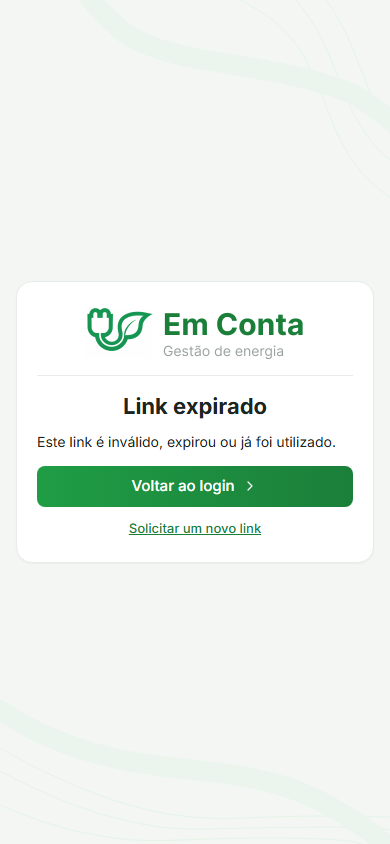 Em Conta
Gestão de energia
Link expirado
Este link é inválido, expirou ou já foi utilizado.
Voltar ao login
Solicitar um novo link